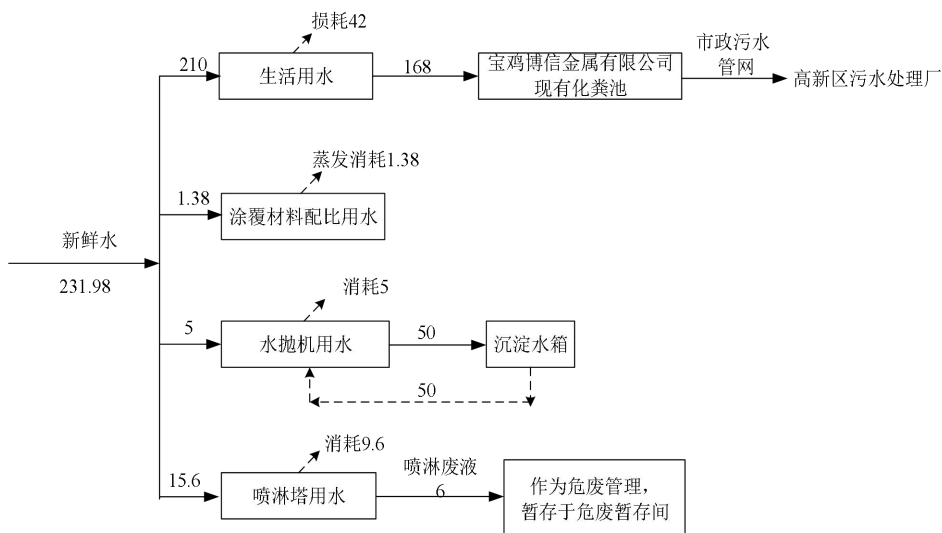 损耗42
210
生活用水
168
宝鸡博信金属有限公司
现有化粪池
市政污水
管网
高新区污水处理厂
蒸发消耗1.38
1.38
涂覆材料配比用水
新鲜水
231.98
消耗5
5
水抛机用水
50
沉淀水箱
50
消耗9.6
15.6
喷淋塔用水
喷淋废液
6
作为危废管理，
暂存于危废暂存间